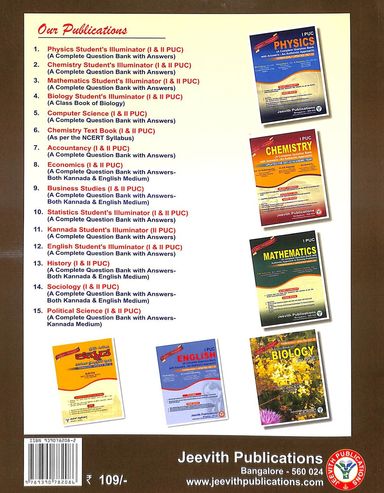 Our Publications
1. Physics Student's Illuminator (I & II PUC)
(A Complete Question Bank with Answers)
2. Chemistry Student's Illuminator (I & II PUC)
(A Complete Question Bank with Answers)
3. Mathematics Student's Illuminator (I & II PUC)
(A Complete Question Bank with Answers)
4. Biology Student's Illuminator (I & II PUC)
(A Class Book of Biology)
5. Computer Science (I & II PUC)
(A Complete Question Bank with Answers)
6. Chemistry Text Book (I & II PUC)
(As per the NCERT Syllabus)
7. Accountancy (I & II PUC)
(A Complete Question Bank with Answers)
8. Economics (I & II PUC)
(A Complete Question Bank with Answers-
Both Kannada & English Medium)
9. Business Studies (I & II PUC)
(A Complete Question Bank with Answers-
Both Kannada & English Medium)
10. Statistics Student's Illuminator (I & II PUC)
(A Complete Question Bank with Answers)
11. Kannada Student's Illuminator (II PUC)
(A Complete Question Bank with Answers)
12. English Student's Illuminator (I & II PUC)
(A Complete Question Bank with Answers)
13. History (I & II PUC)
(A Complete Question Bank with Answers-
Both Kannada & English Medium)
14. Sociology (I & II PUC)
(A Complete Question Bank with Answers-
Both Kannada & English Medium)
15. Political Science (I & II PUC)
(A Complete Question Bank with Answers-
Kannada Medium)
I PUC
PHYSICS
Jeevith Publications
I PUC
CHEMISTRY
Jeevith Publications
I PUC
MATHEMATICS
Jeevith Publications
I PUC
ENGLISH
BIOLOGY
₹ 109/-
Jeevith Publications
Bangalore - 560 024
www.jeevithpublications.com
JEEVITH PUBLICATIONS